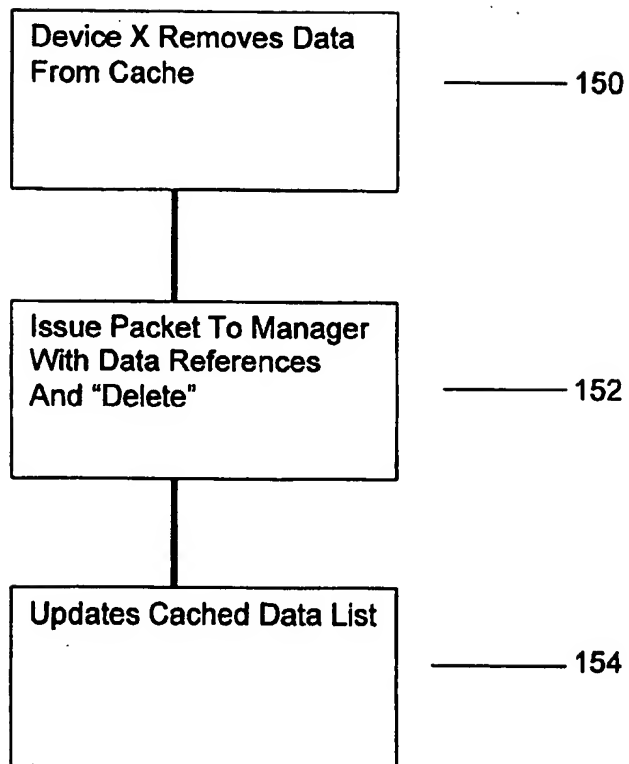 Device X Removes Data
From Cache
150
Issue Packet To Manager
With Data References
And “Delete”
152
Updates Cached Data List
154